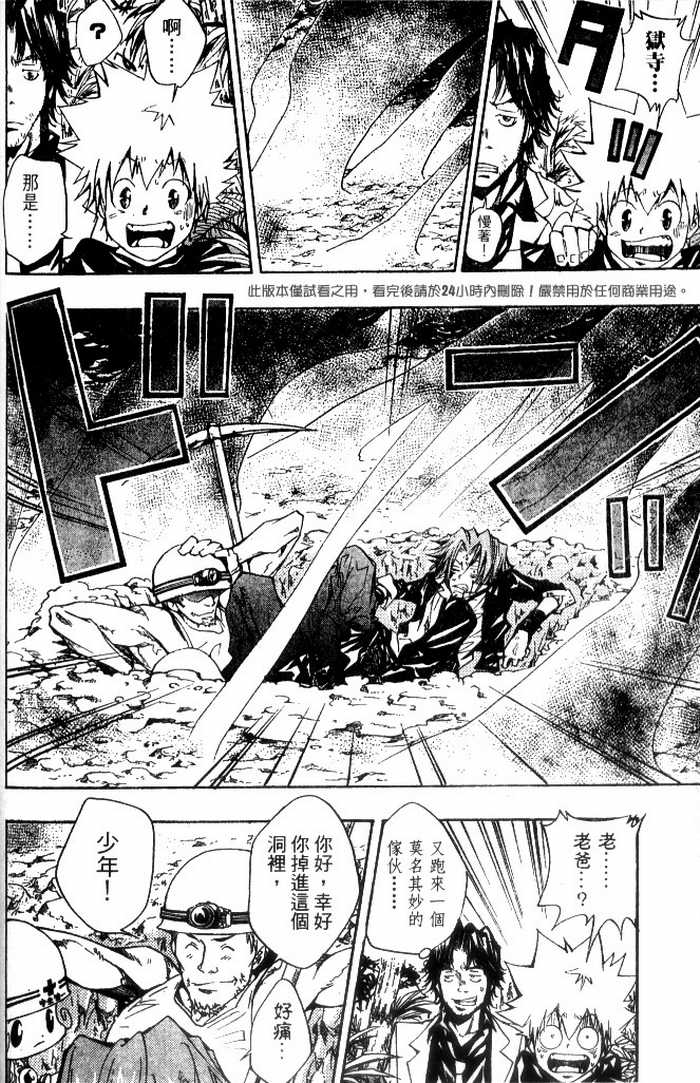 獄寺…
慢著！
啊……
？
那是……
此版本僅試看之用，看完後請於24小時內刪除！嚴禁用於任何商業用途。
ドーン
老……
老爸…？
又跑來一個
莫名其妙的
傢伙……
你好，幸好
你掉進這個
洞裡，
好痛…
少年！